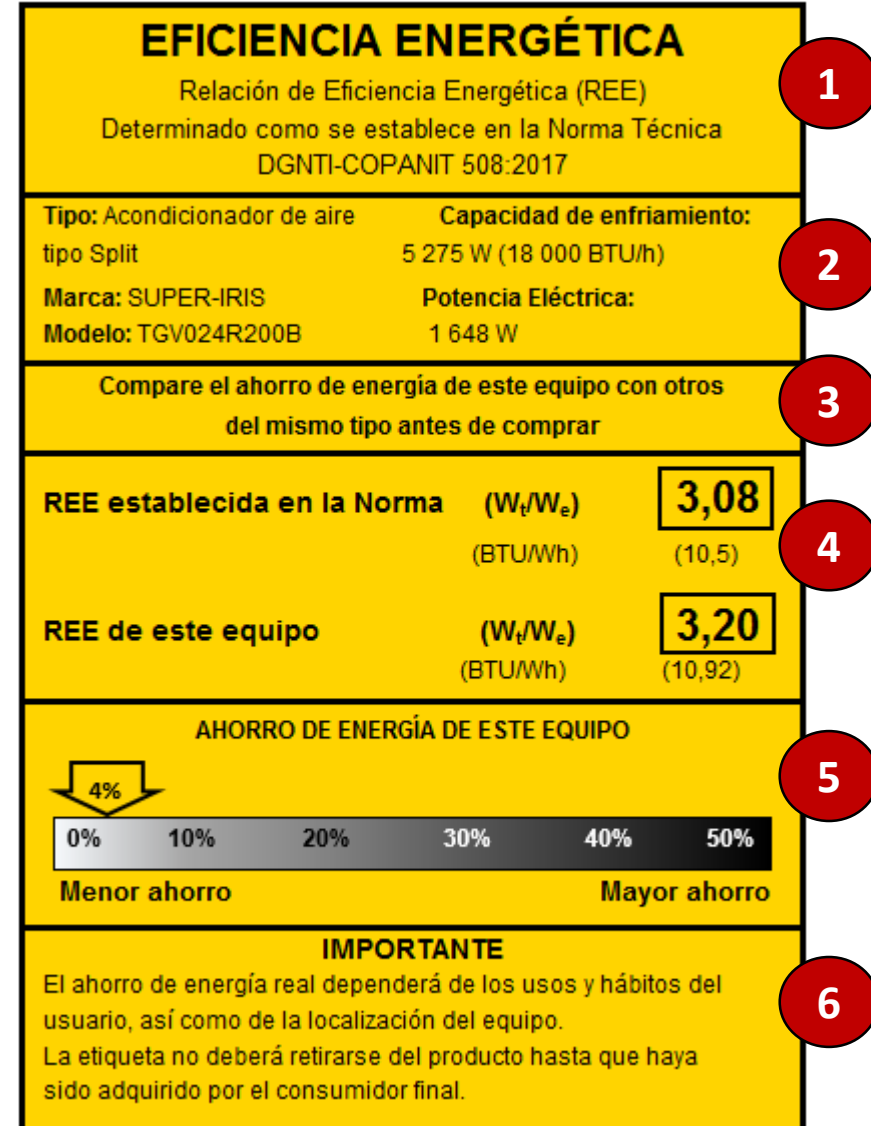 EFICIENCIA ENERGÉTICA
Relación de Eficiencia Energética (REE)
Determinado como se establece en la Norma Técnica
DGNTI-COPANIT 508:2017
1
Tipo: Acondicionador de aire
tipo Split
Capacidad de enfriamiento:
5 275 W (18 000 BTU/h)
Marca: SUPER-IRIS
Modelo: TGV024R200B
Potencia Eléctrica:
1 648 W
2
Compare el ahorro de energía de este equipo con otros
del mismo tipo antes de comprar
3
REE establecida en la Norma (Wt/We) 3,08
(BTU/Wh) (10,5)
4
REE de este equipo (Wt/We) 3,20
(BTU/Wh) (10,92)
AHORRO DE ENERGÍA DE ESTE EQUIPO
5
4%
0% 10% 20% 30% 40% 50%
Menor ahorro Mayor ahorro
IMPORTANTE
El ahorro de energía real dependerá de los usos y hábitos del
usuario, así como de la localización del equipo.
La etiqueta no deberá retirarse del producto hasta que haya
sido adquirido por el consumidor final.
6